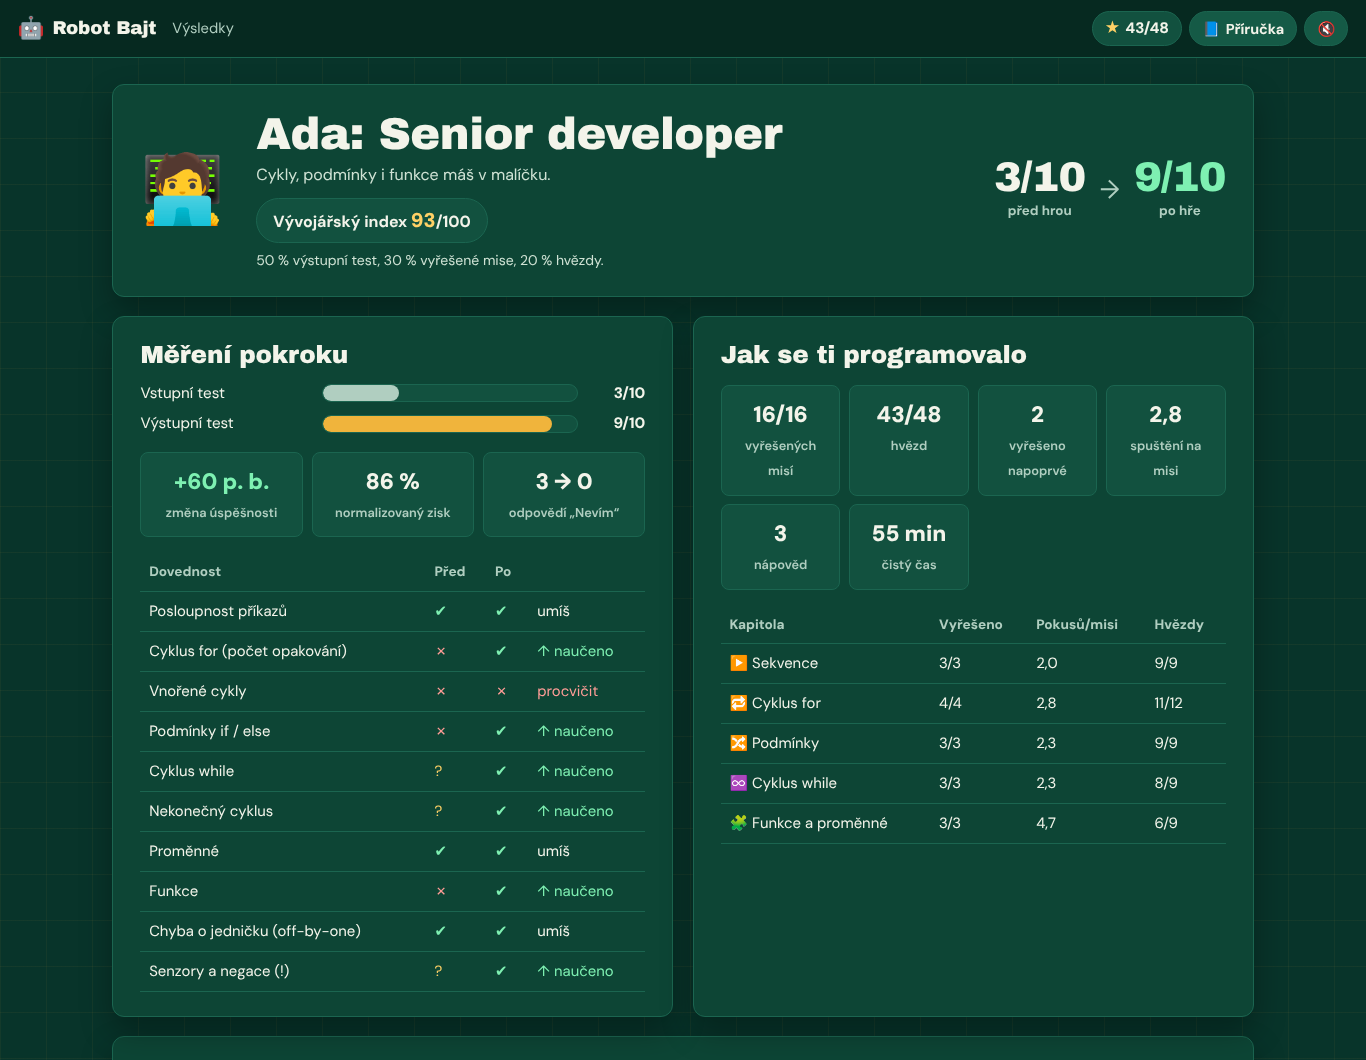 Robot Bajt Výsledky ★ 43/48 Příručka
Ada: Senior developer
Cykly, podmínky i funkce máš v malíčku.
Vývojářský index 93/100
50 % výstupní test, 30 % vyřešené mise, 20 % hvězdy.
3/10 → 9/10
před hrou po hře
Měření pokroku
Vstupní test 3/10
Výstupní test 9/10
+60 p. b. 86 % 3 → 0
změna úspěšnosti normalizovaný zisk odpovědí „Nevím“
Dovednost Před Po
Posloupnost příkazů ✔ ✔ umíš
Cyklus for (počet opakování) × ✔ ↑ naučeno
Vnořené cykly × × procvičit
Podmínky if / else × ✔ ↑ naučeno
Cyklus while ? ✔ ↑ naučeno
Nekonečný cyklus ? ✔ ↑ naučeno
Proměnné ✔ ✔ umíš
Funkce × ✔ ↑ naučeno
Chyba o jedničku (off-by-one) ✔ ✔ umíš
Senzory a negace (!) ? ✔ ↑ naučeno
Jak se ti programovalo
16/16 43/48 2 2,8
vyřešených hvězd vyřešeno spuštění na
misí napoprvé misi
3 55 min
nápověd čistý čas
Kapitola Vyřešeno Pokusů/misi Hvězdy
Sekvence 3/3 2,0 9/9
Cyklus for 4/4 2,8 11/12
Podmínky 3/3 2,3 9/9
Cyklus while 3/3 2,3 8/9
Funkce a proměnné 3/3 4,7 6/9